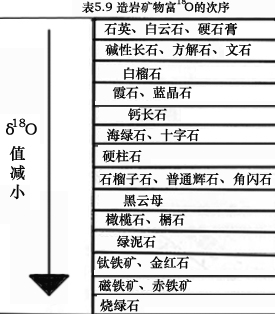 表5.9 造岩矿物富¹⁸O的次序
石英、白云石、硬石膏
碱性长石、方解石、文石
白榴石
霞石、蓝晶石
钙长石
海绿石、十字石
硬柱石
石榴子石、普通辉石、角闪石
黑云母
橄榄石、榍石
绿泥石
钛铁矿、金红石
磁铁矿、赤铁矿
烧绿石
δ¹⁸O
值
减
小